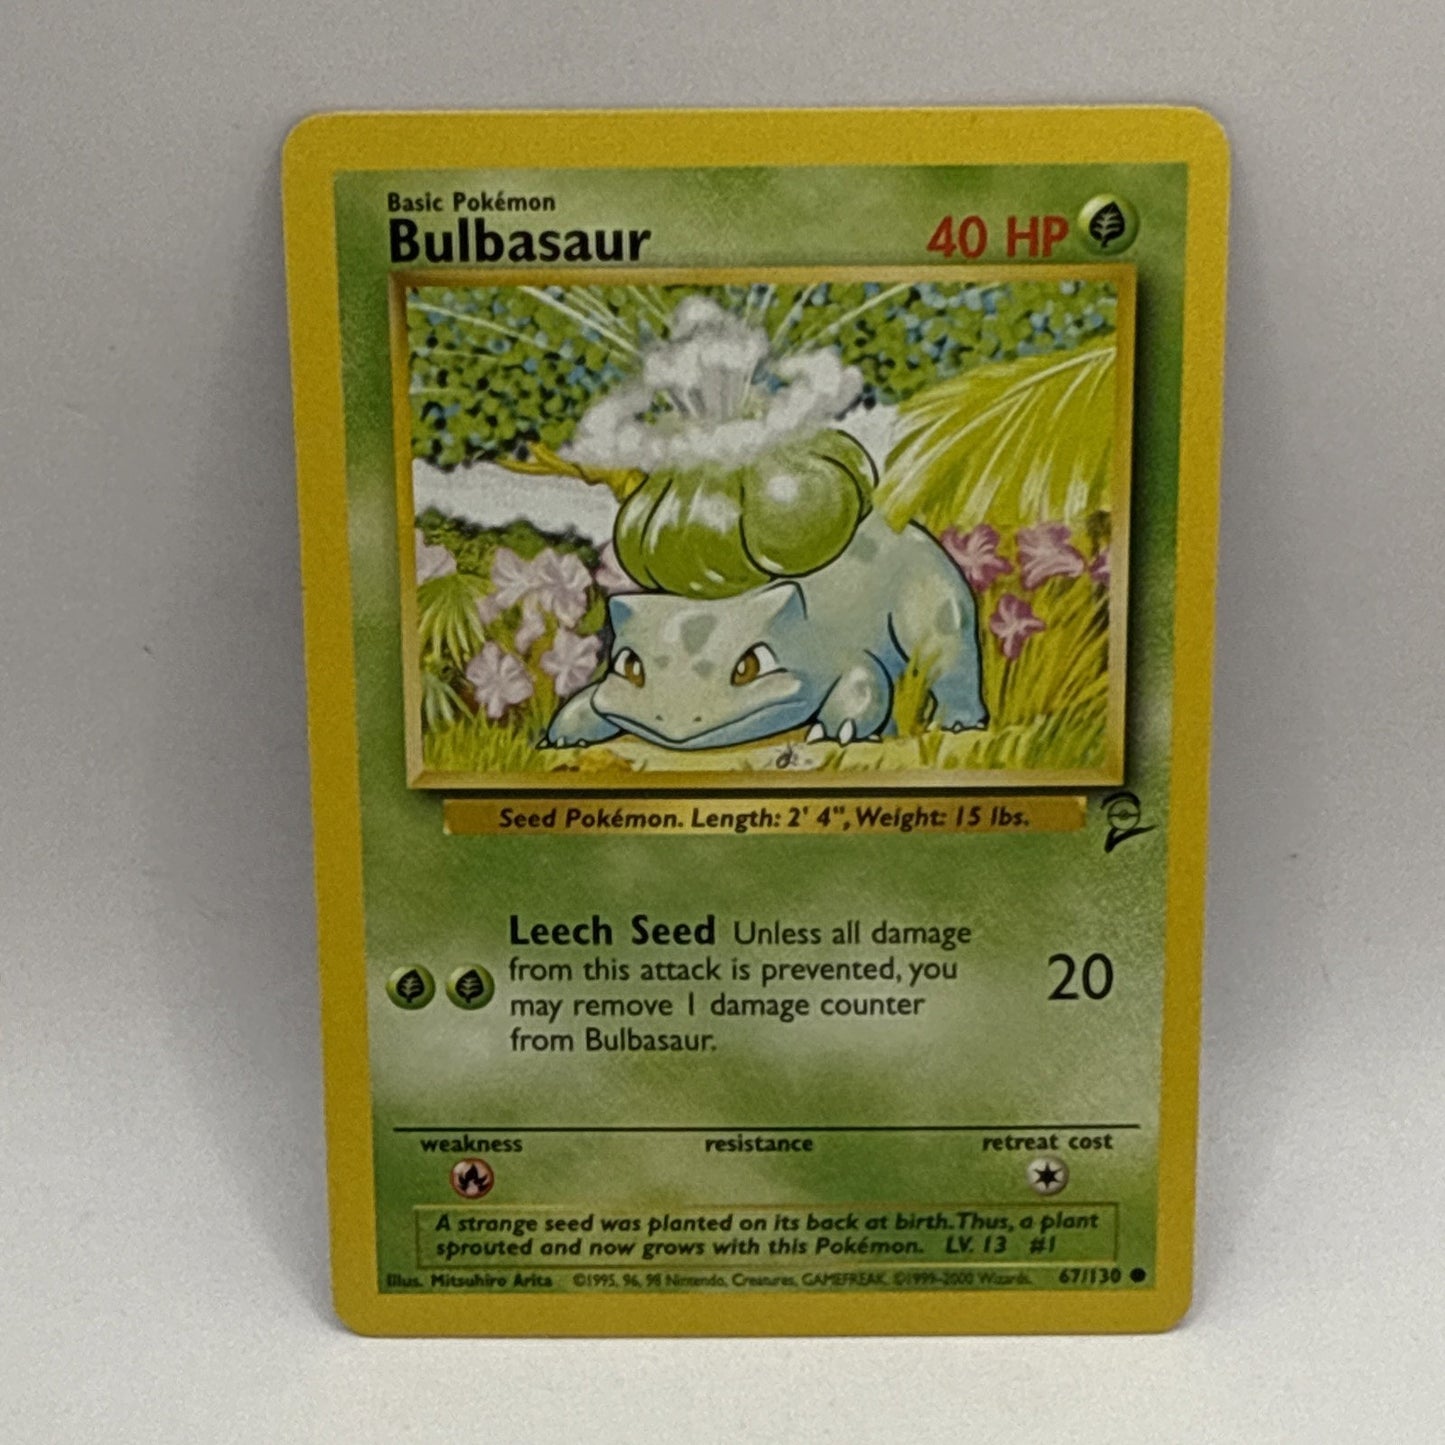 Basic Pokémon
Bulbasaur
40 HP
Seed Pokémon. Length: 2' 4", Weight: 15 lbs.
Leech Seed Unless all damage
from this attack is prevented, you
may remove 1 damage counter
from Bulbasaur.
20
weakness resistance retreat cost
A strange seed was planted on its back at birth. Thus, a plant
sprouted and now grows with this Pokémon. LV. 13 #1
Illus. Mitsuhiro Arita ©1995, 96, 98 Nintendo, Creatures, GAMEFREAK. ©1999-2000 Wizards. 67/130